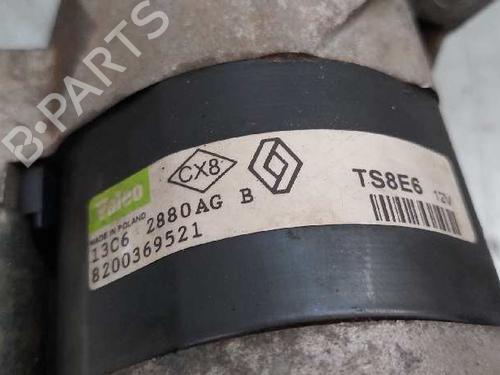 B-PARTS
Valeo
MADE IN POLAND
CX8
13C6 2880AG B
8200369521
TS8E6 12V